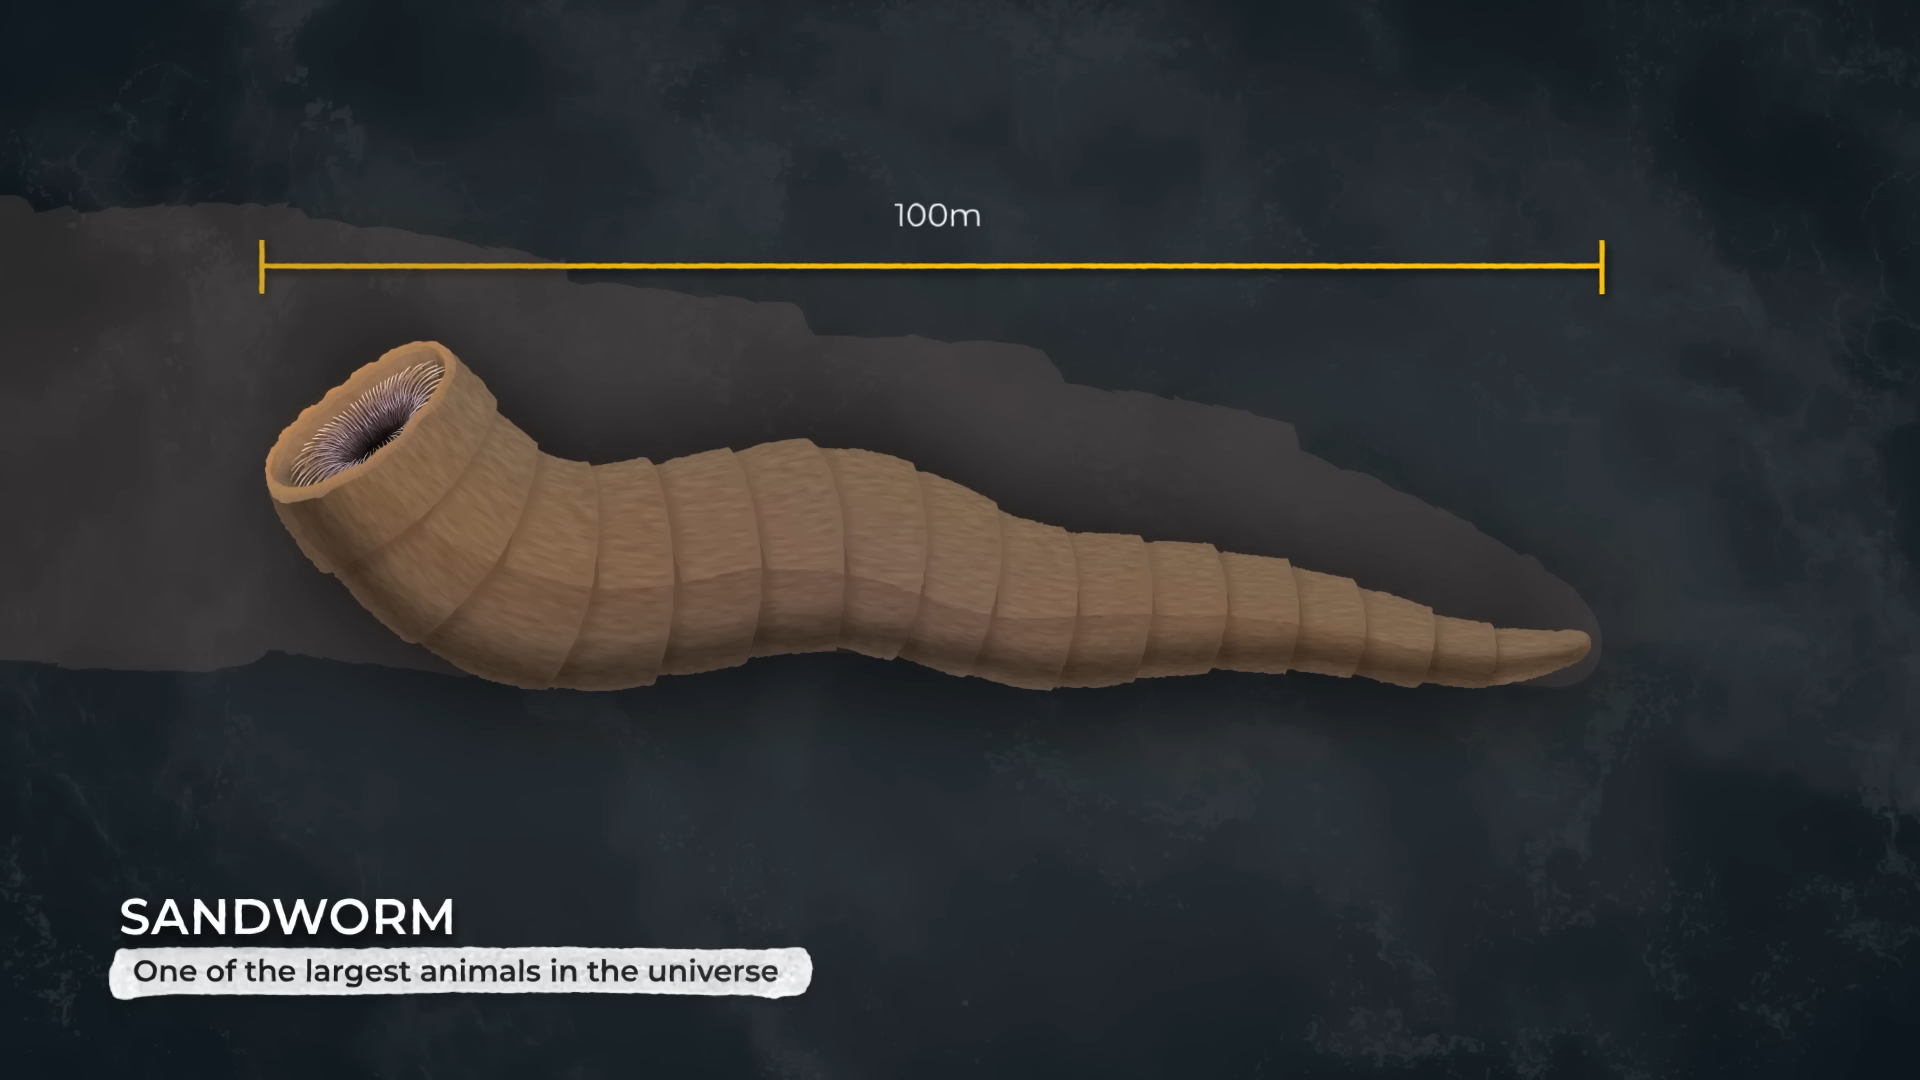 100m
SANDWORM
One of the largest animals in the universe